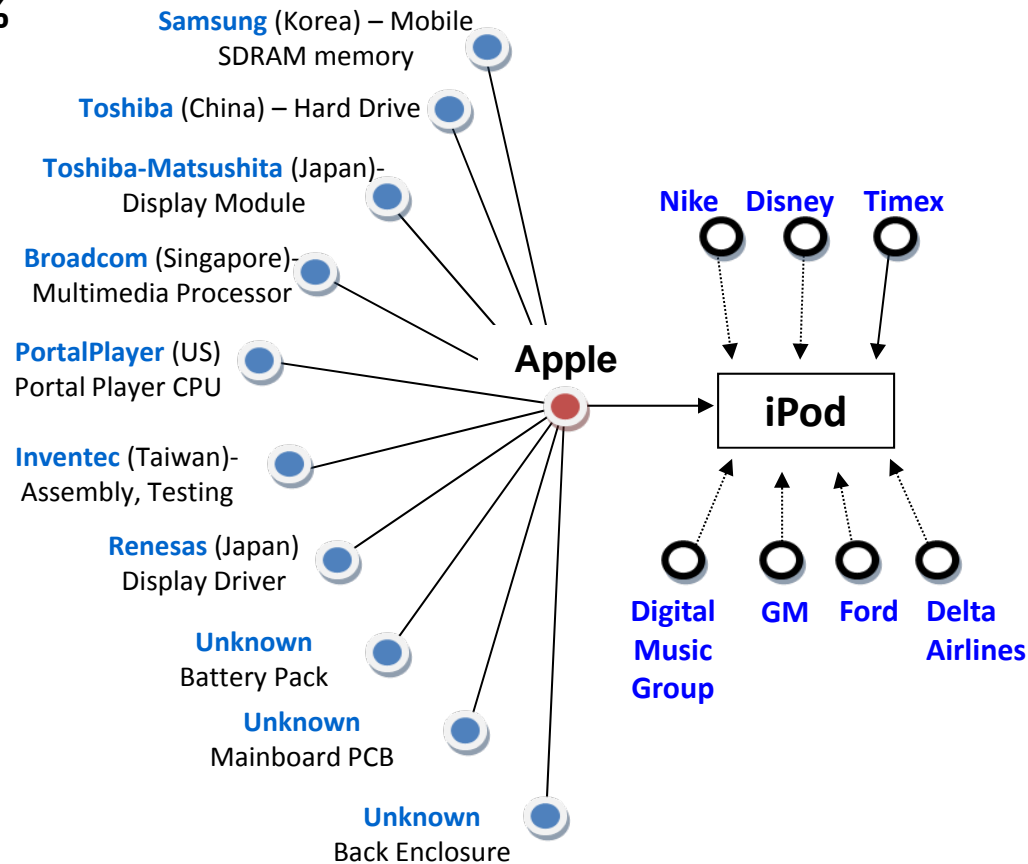 %
Samsung (Korea) – Mobile
SDRAM memory
Toshiba (China) – Hard Drive
Toshiba-Matsushita (Japan)-
Display Module
Broadcom (Singapore)-
Multimedia Processor
PortalPlayer (US)
Portal Player CPU
Inventec (Taiwan)-
Assembly, Testing
Renesas (Japan)
Display Driver
Unknown
Battery Pack
Unknown
Mainboard PCB
Unknown
Back Enclosure
Apple
Nike Disney Timex
iPod
Digital
Music
Group
GM
Ford
Delta
Airlines